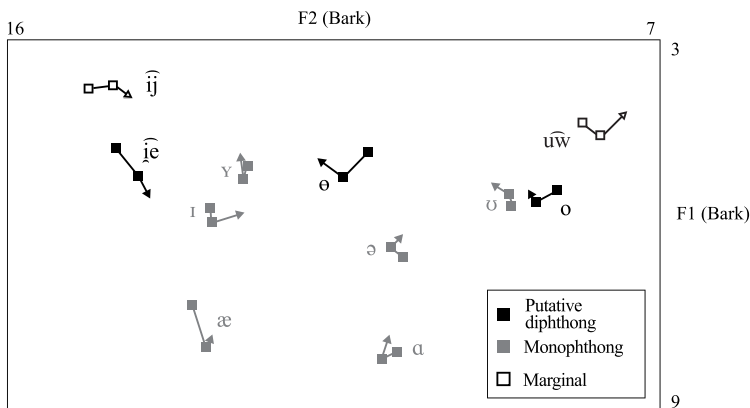 F2 (Bark)
16
7
3
i͡j
u͡w
i̯͡e
ʏ
ɵ
ɪ
ʊ
o
F1 (Bark)
ə
æ
ɑ
Putative
diphthong
Monophthong
Marginal
9